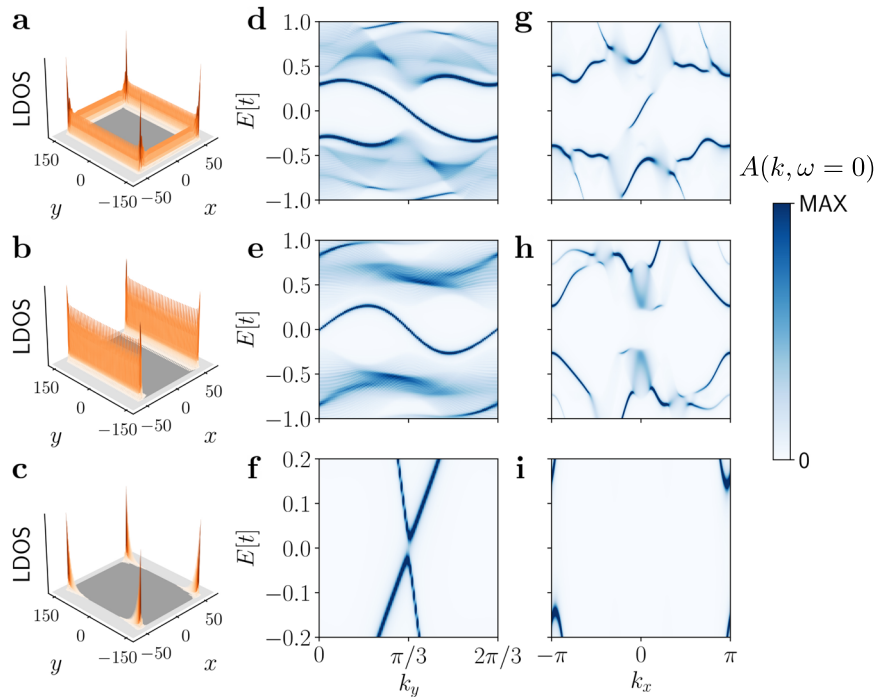 a
LDOS
150
0
−150
y
−50
0
50
x
d
1.0
0.5
0.0
−0.5
−1.0
E[t]
g
A(k, ω = 0)
MAX
0
b
LDOS
150
0
−150
y
−50
0
50
x
e
1.0
0.5
0.0
−0.5
−1.0
E[t]
h
c
LDOS
150
0
−150
y
−50
0
50
x
f
0.2
0.1
0.0
−0.1
−0.2
E[t]
0
π/3
2π/3
k_y
i
−π
0
π
k_x